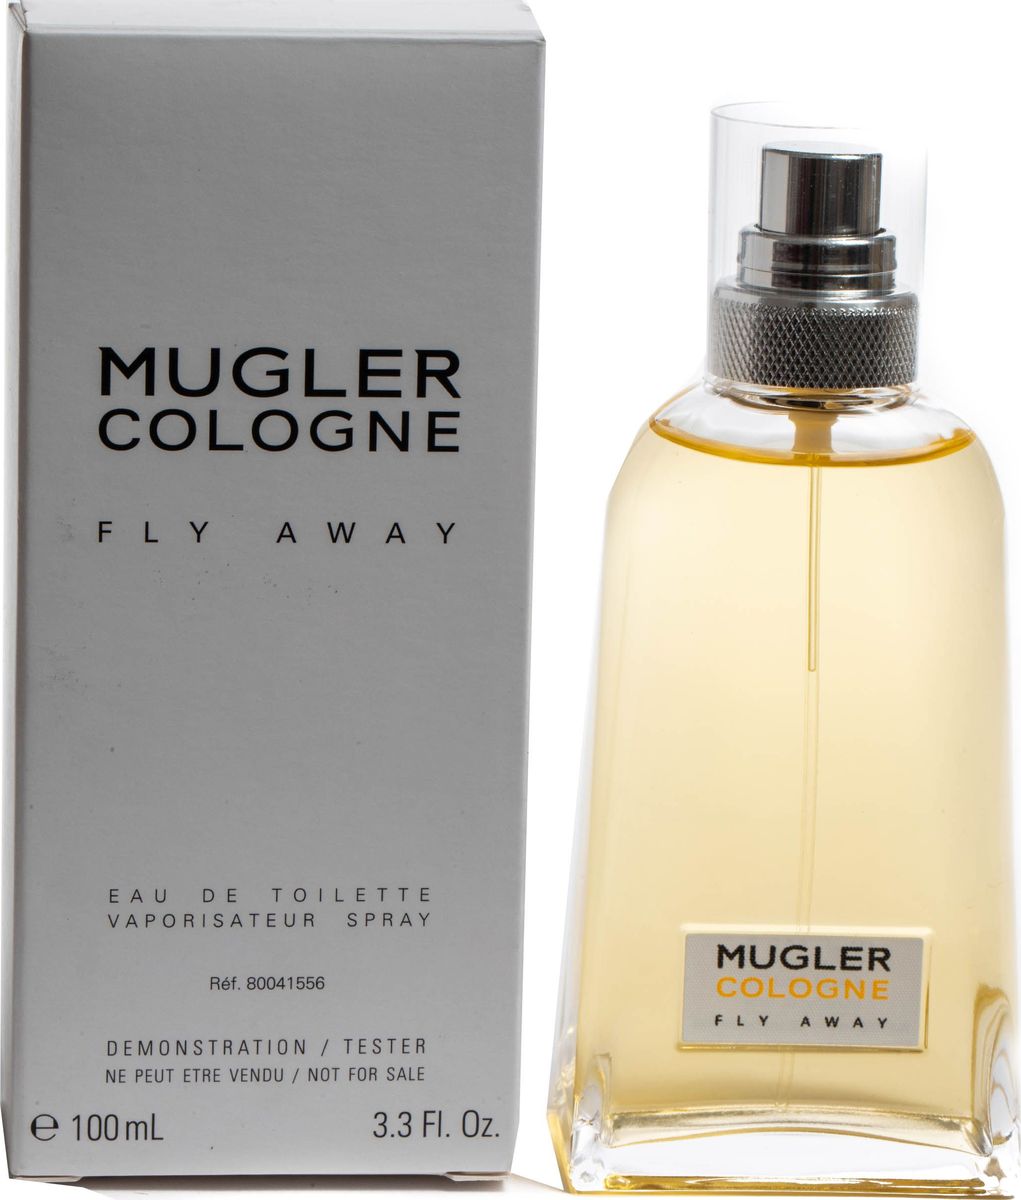 MUGLER
COLOGNE
FLY AWAY
EAU DE TOILETTE
VAPORISATEUR SPRAY
Réf. 80041556
DEMONSTRATION / TESTER
NE PEUT ETRE VENDU / NOT FOR SALE
℮ 100 mL 3.3 Fl. Oz.
MUGLER
COLOGNE
FLY AWAY